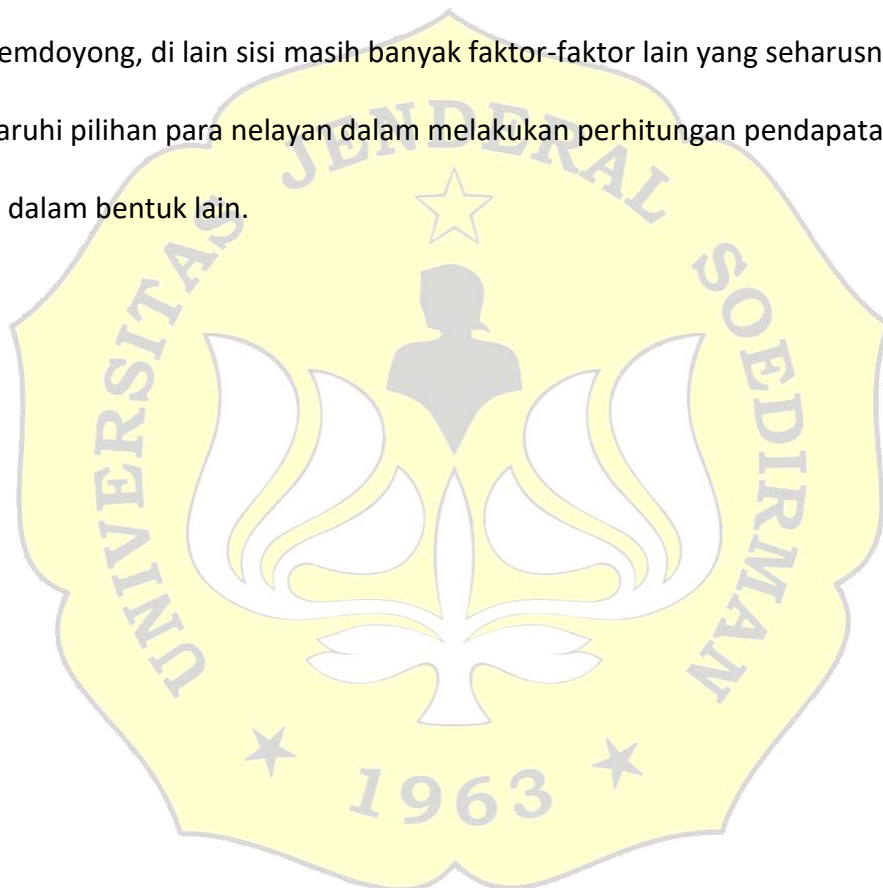 emdoyong, di lain sisi masih banyak faktor-faktor lain yang seharusn
aruhi pilihan para nelayan dalam melakukan perhitungan pendapata
dalam bentuk lain.
UNIVERSITAS JENDERAL SOEDIRMAN
1963